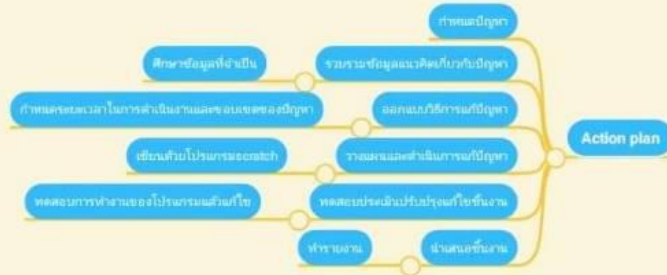 กำหนดปัญหา
ศึกษาข้อมูลที่จำเป็น
รวบรวมข้อมูลแนวคิดเกี่ยวกับปัญหา
กำหนดระยะเวลาในการดำเนินงานและขอบเขตของปัญหา
ออกแบบวิธีการแก้ปัญหา
Action plan
เขียนด้วยโปรแกรมscratch
วางแผนและดำเนินการแก้ปัญหา
ทดสอบการทำงานของโปรแกรมแล้วแก้ไข
ทดสอบประเมินปรับปรุงแก้ไขชิ้นงาน
ทำรายงาน
นำเสนอชิ้นงาน